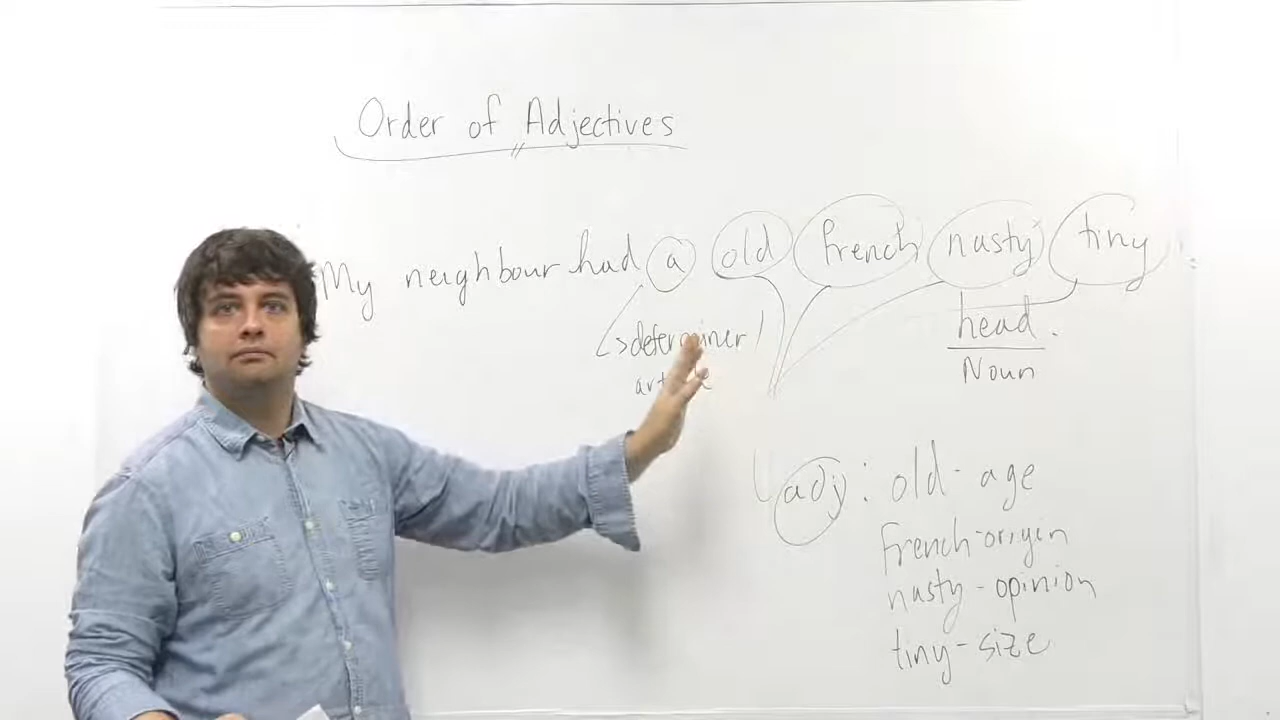 Order of Adjectives
My neighbour had a old french nasty tiny
head.
Noun
determiner
adj: old - age
french - origin
nasty - opinion
tiny - size